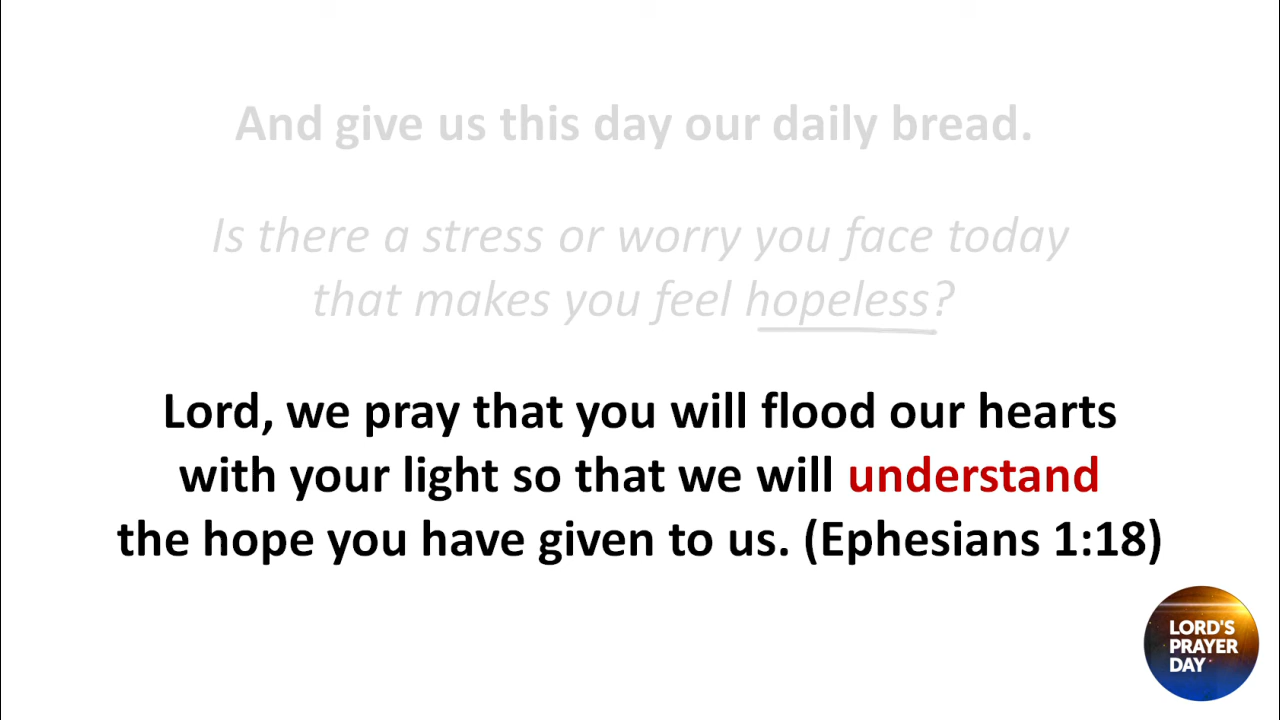 And give us this day our daily bread.
Is there a stress or worry you face today
that makes you feel hopeless?
Lord, we pray that you will flood our hearts
with your light so that we will understand
the hope you have given to us. (Ephesians 1:18)
LORD'S
PRAYER
DAY